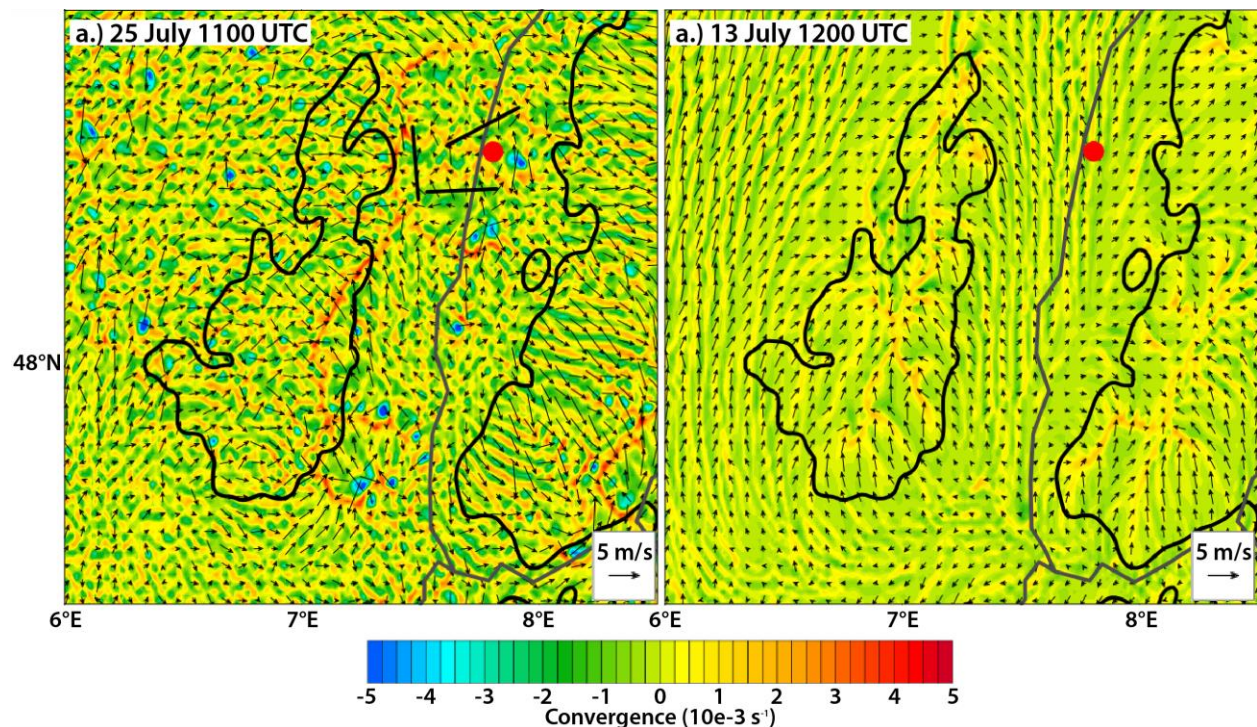 a.) 25 July 1100 UTC
a.) 13 July 1200 UTC
48°N
5 m/s
5 m/s
6°E
7°E
8°E
7°E
8°E
6°E
-5
-4
-3
-2
-1
0
1
2
3
4
5
Convergence (10e-3 s⁻¹)